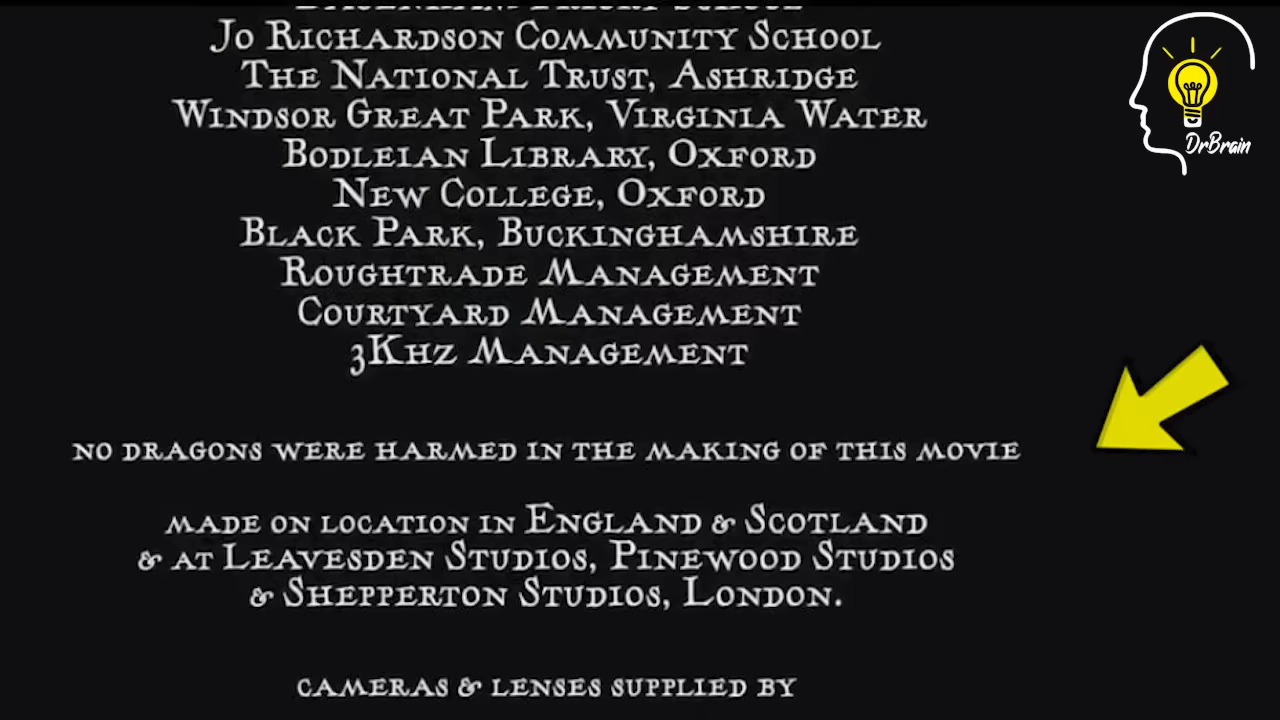 Dagenham Priory School
Jo Richardson Community School
The National Trust, Ashridge
Windsor Great Park, Virginia Water
Bodleian Library, Oxford
New College, Oxford
Black Park, Buckinghamshire
Roughtrade Management
Courtyard Management
3Khz Management
no dragons were harmed in the making of this movie
made on location in England & Scotland
& at Leavesden Studios, Pinewood Studios
& Shepperton Studios, London.
cameras & lenses supplied by
DrBrain